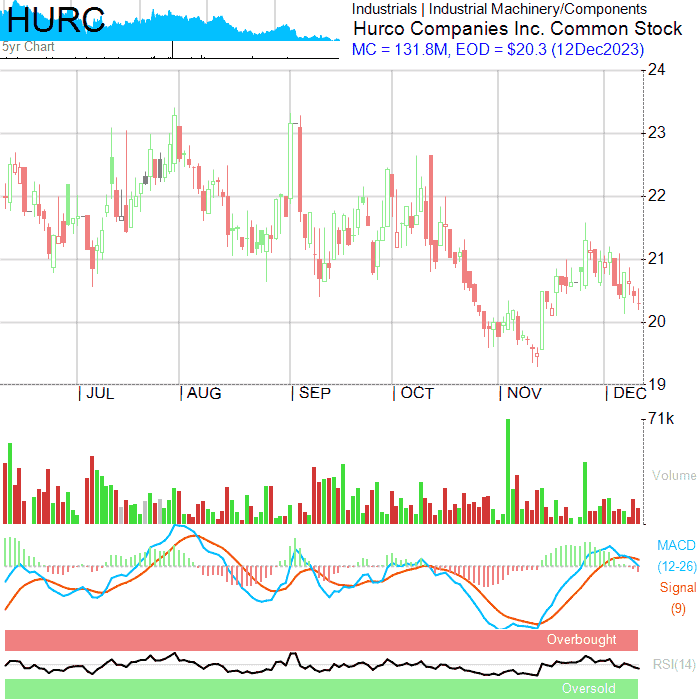 HURC
5yr Chart
Industrials | Industrial Machinery/Components
Hurco Companies Inc. Common Stock
MC = 131.8M, EOD = $20.3 (12Dec2023)
24
23
22
21
20
19
| JUL | AUG | SEP | OCT | NOV | DEC
71k
Volume
MACD
(12-26)
Signal
(9)
Overbought
RSI(14)
Oversold